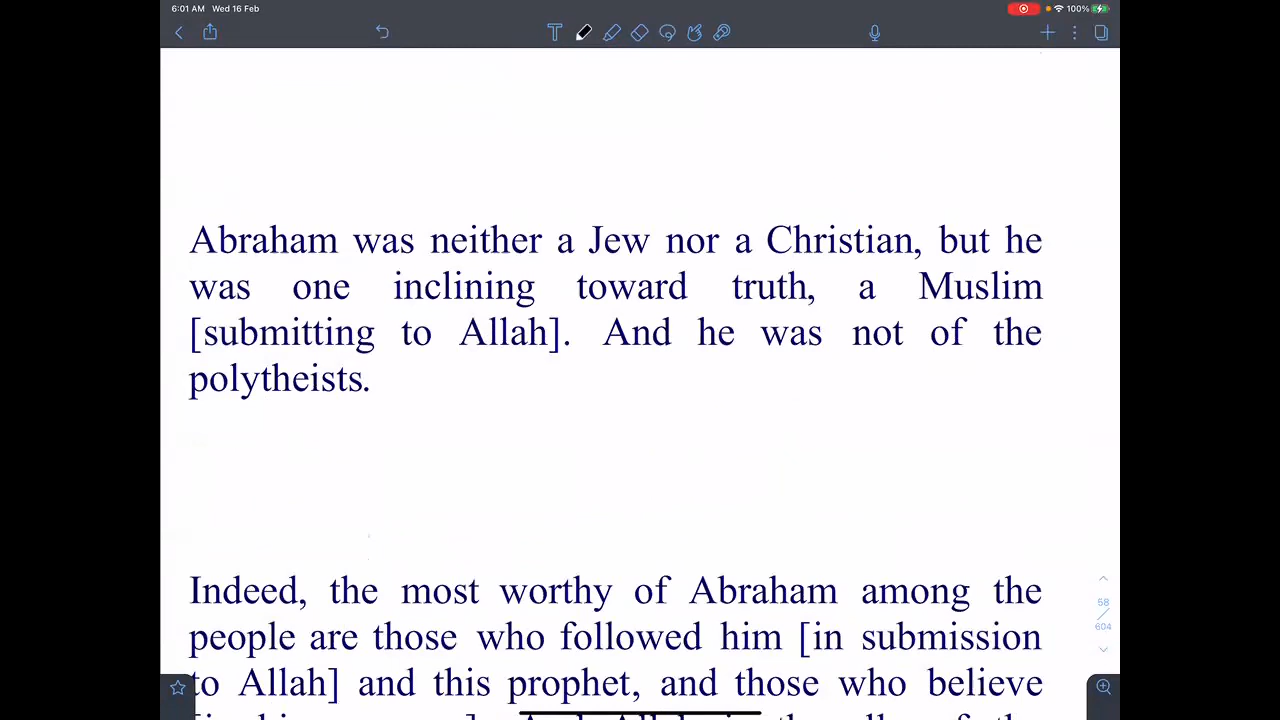 6:01 AM Wed 16 Feb
100%
Abraham was neither a Jew nor a Christian, but he
was one inclining toward truth, a Muslim
[submitting to Allah]. And he was not of the
polytheists.
Indeed, the most worthy of Abraham among the
people are those who followed him [in submission
to Allah] and this prophet, and those who believe
58
604